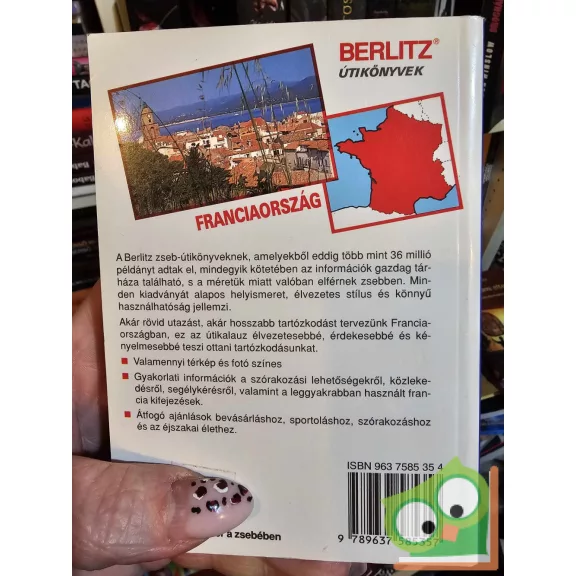 BERLITZ®
ÚTIKÖNYVEK
FRANCIAORSZÁG
A Berlitz zseb-útikönyveknek, amelyekből eddig több mint 36 millió
példányt adtak el, mindegyik kötetében az információk gazdag tár-
háza található, s a méretük miatt valóban elférnek zsebben. Min-
den kiadványát alapos helyismeret, élvezetes stílus és könnyű
használhatóság jellemzi.
Akár rövid utazást, akár hosszabb tartózkodást tervezünk Francia-
országban, ez az útikalauz élvezetesebbé, érdekesebbé és ké-
nyelmesebbé teszi ottani tartózkodásunkat.
Valamennyi térkép és fotó színes
Gyakorlati információk a szórakozási lehetőségekről, közleke-
désről, segélykérésről, valamint a leggyakrabban használt fran-
cia kifejezések.
Átfogó ajánlások bevásárláshoz, sportoláshoz, szórakozáshoz
és az éjszakai élethez.
ISBN 963 7585 35 4
a zsebében
9 789637 585357